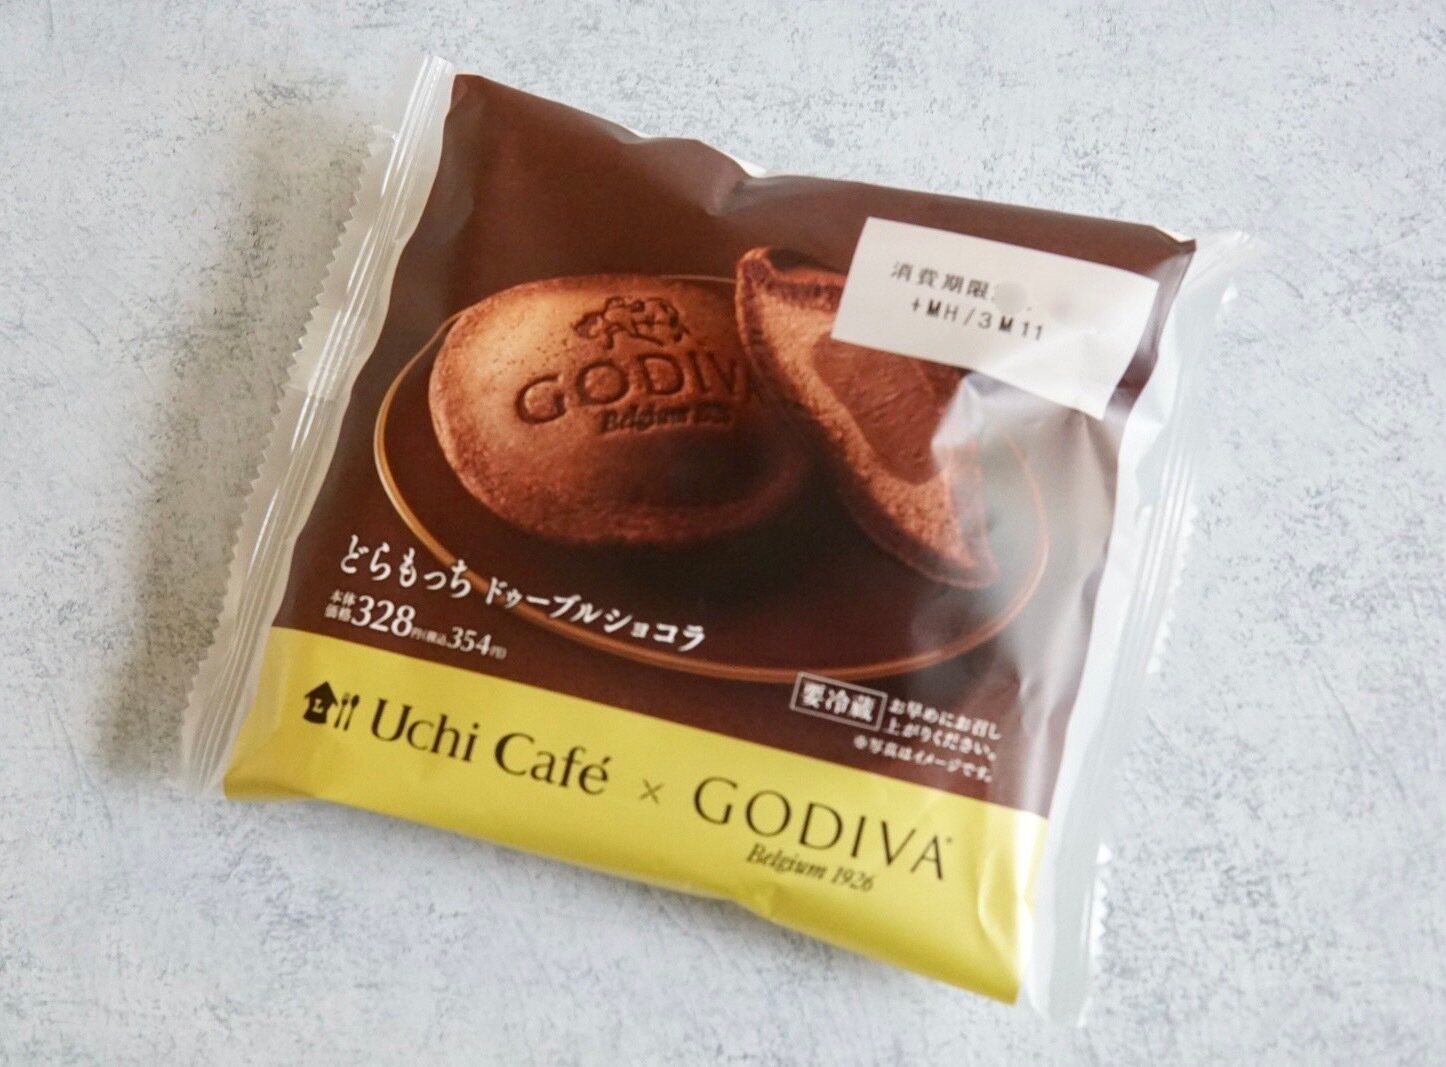 消費期限
+MH/3M11
GODIVA
Belgium 1926
どらもっち ドゥーブルショコラ
本体価格328円(税込354円)
要冷蔵 お早めにお召し
上がりください。
※写真はイメージです。
L Uchi Café × GODIVA
Belgium 1926